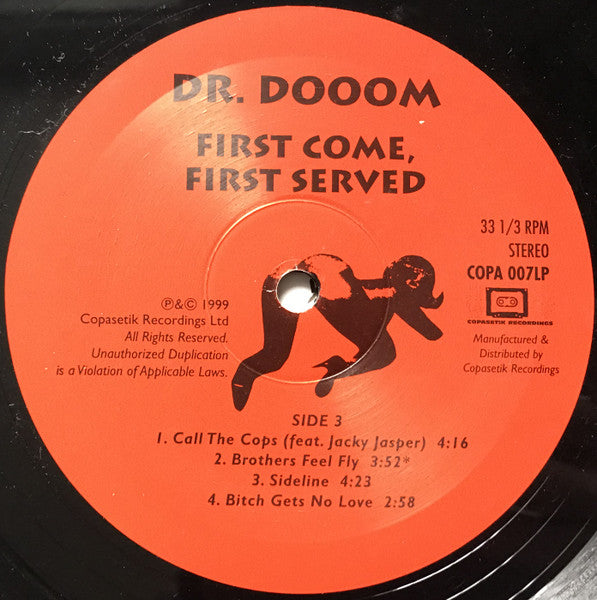 DR. DOOOM
FIRST COME,
FIRST SERVED
33 1/3 RPM
STEREO
COPA 007LP
COPASETIK RECORDINGS
Manufactured &
Distributed by
Copasetik Recordings
℗&© 1999
Copasetik Recordings Ltd
All Rights Reserved.
Unauthorized Duplication
is a Violation of Applicable Laws.
SIDE 3
1. Call The Cops (feat. Jacky Jasper) 4:16
2. Brothers Feel Fly 3:52*
3. Sideline 4:23
4. Bitch Gets No Love 2:58